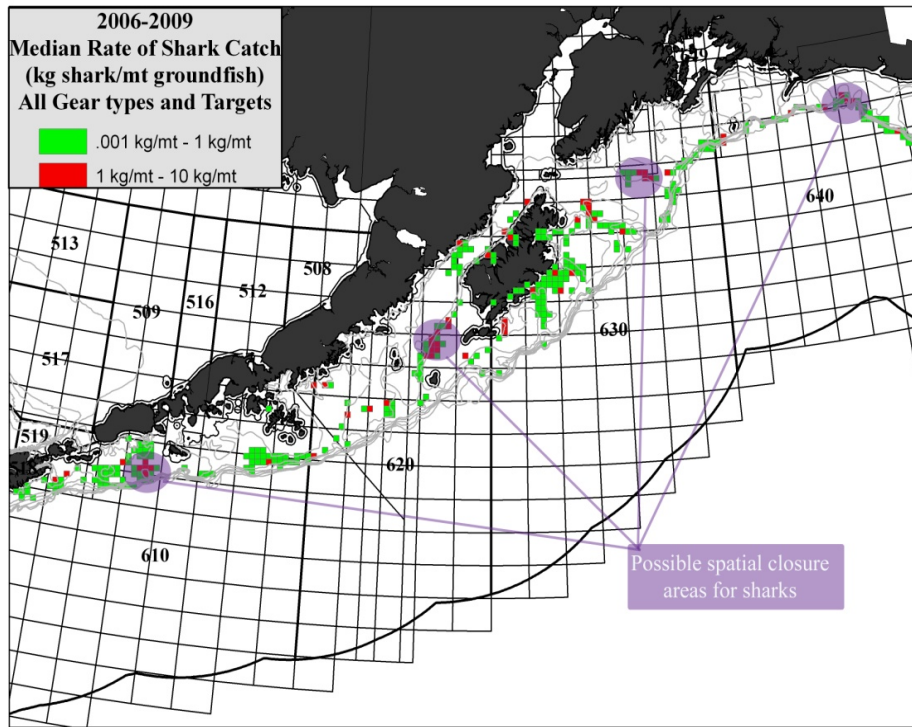 2006-2009
Median Rate of Shark Catch
(kg shark/mt groundfish)
All Gear types and Targets
.001 kg/mt - 1 kg/mt
1 kg/mt - 10 kg/mt
649
640
513
508
512
516
509
630
517
519
518
620
610
Possible spatial closure
areas for sharks